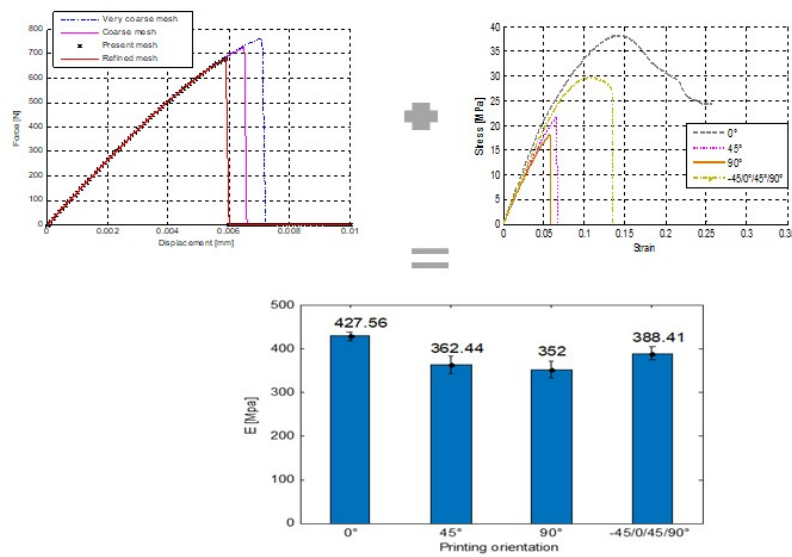 Very coarse mesh
Coarse mesh
Present mesh
Refined mesh
800
700
600
500
400
300
200
100
0
Force [N]
0 0.002 0.004 0.006 0.008 0.01
Displacement [mm]
40
35
30
25
20
15
10
5
0
Stress [MPa]
0°
45°
90°
-45/0°/45°/90°
0 0.05 0.1 0.15 0.2 0.25 0.3 0.35
Strain
500
400
300
200
100
0
E [Mpa]
427.56
362.44
352
388.41
0° 45° 90° -45/0/45/90°
Printing orientation